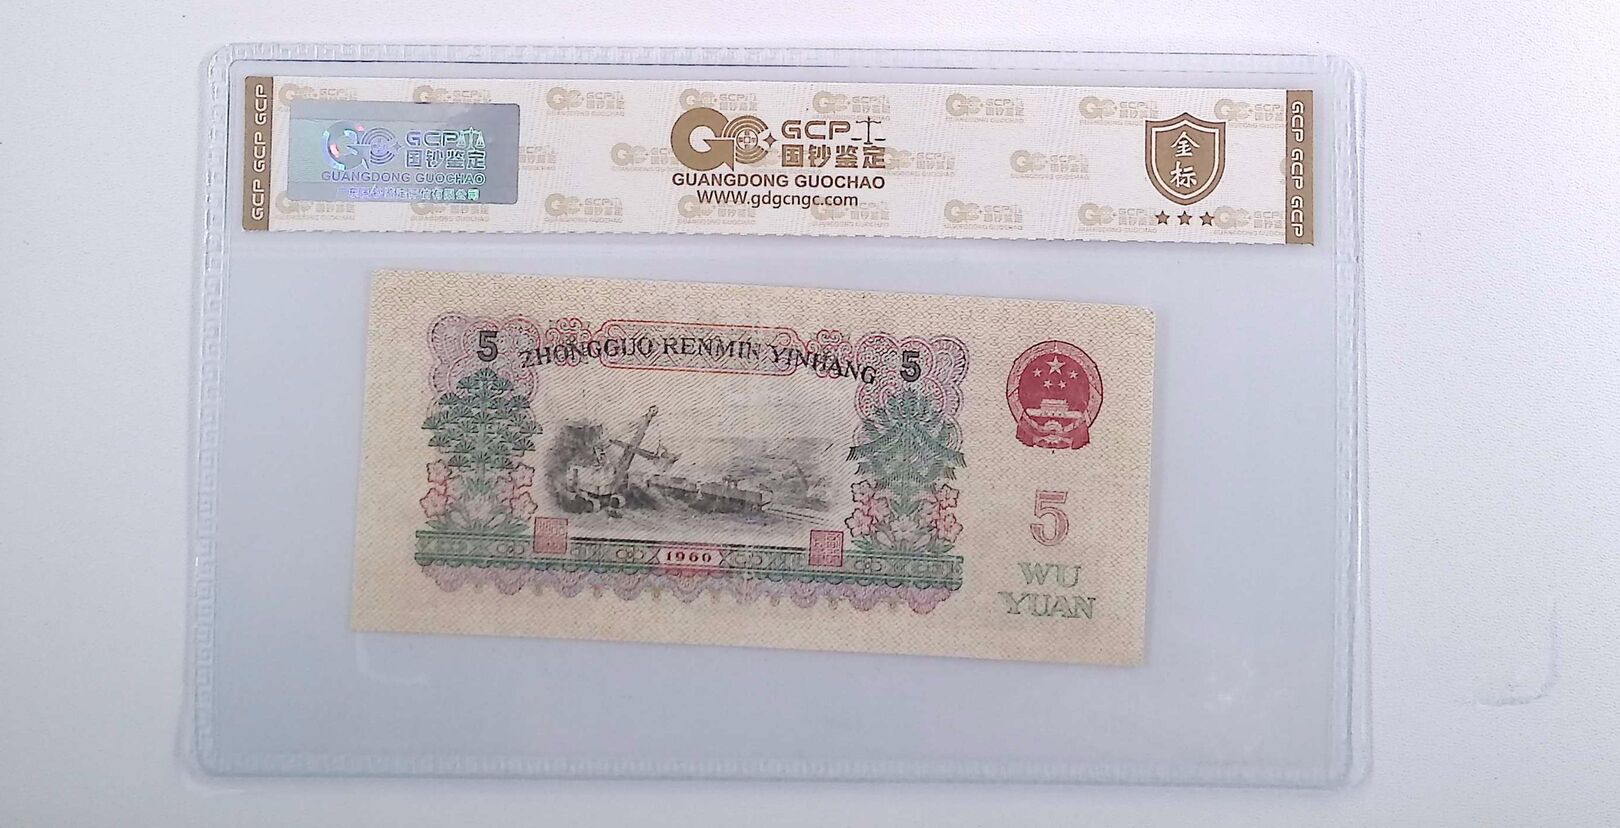 GCP GCP GCP
GCP
国钞鉴定
GUANGDONG GUOCHAO
GCP
国钞鉴定
GUANGDONG GUOCHAO
WWW.gdgcngc.com
金标
GCP GCP GCP
5
ZHONGGUO RENMIN YINHANG
5
1960
5
WU
YUAN